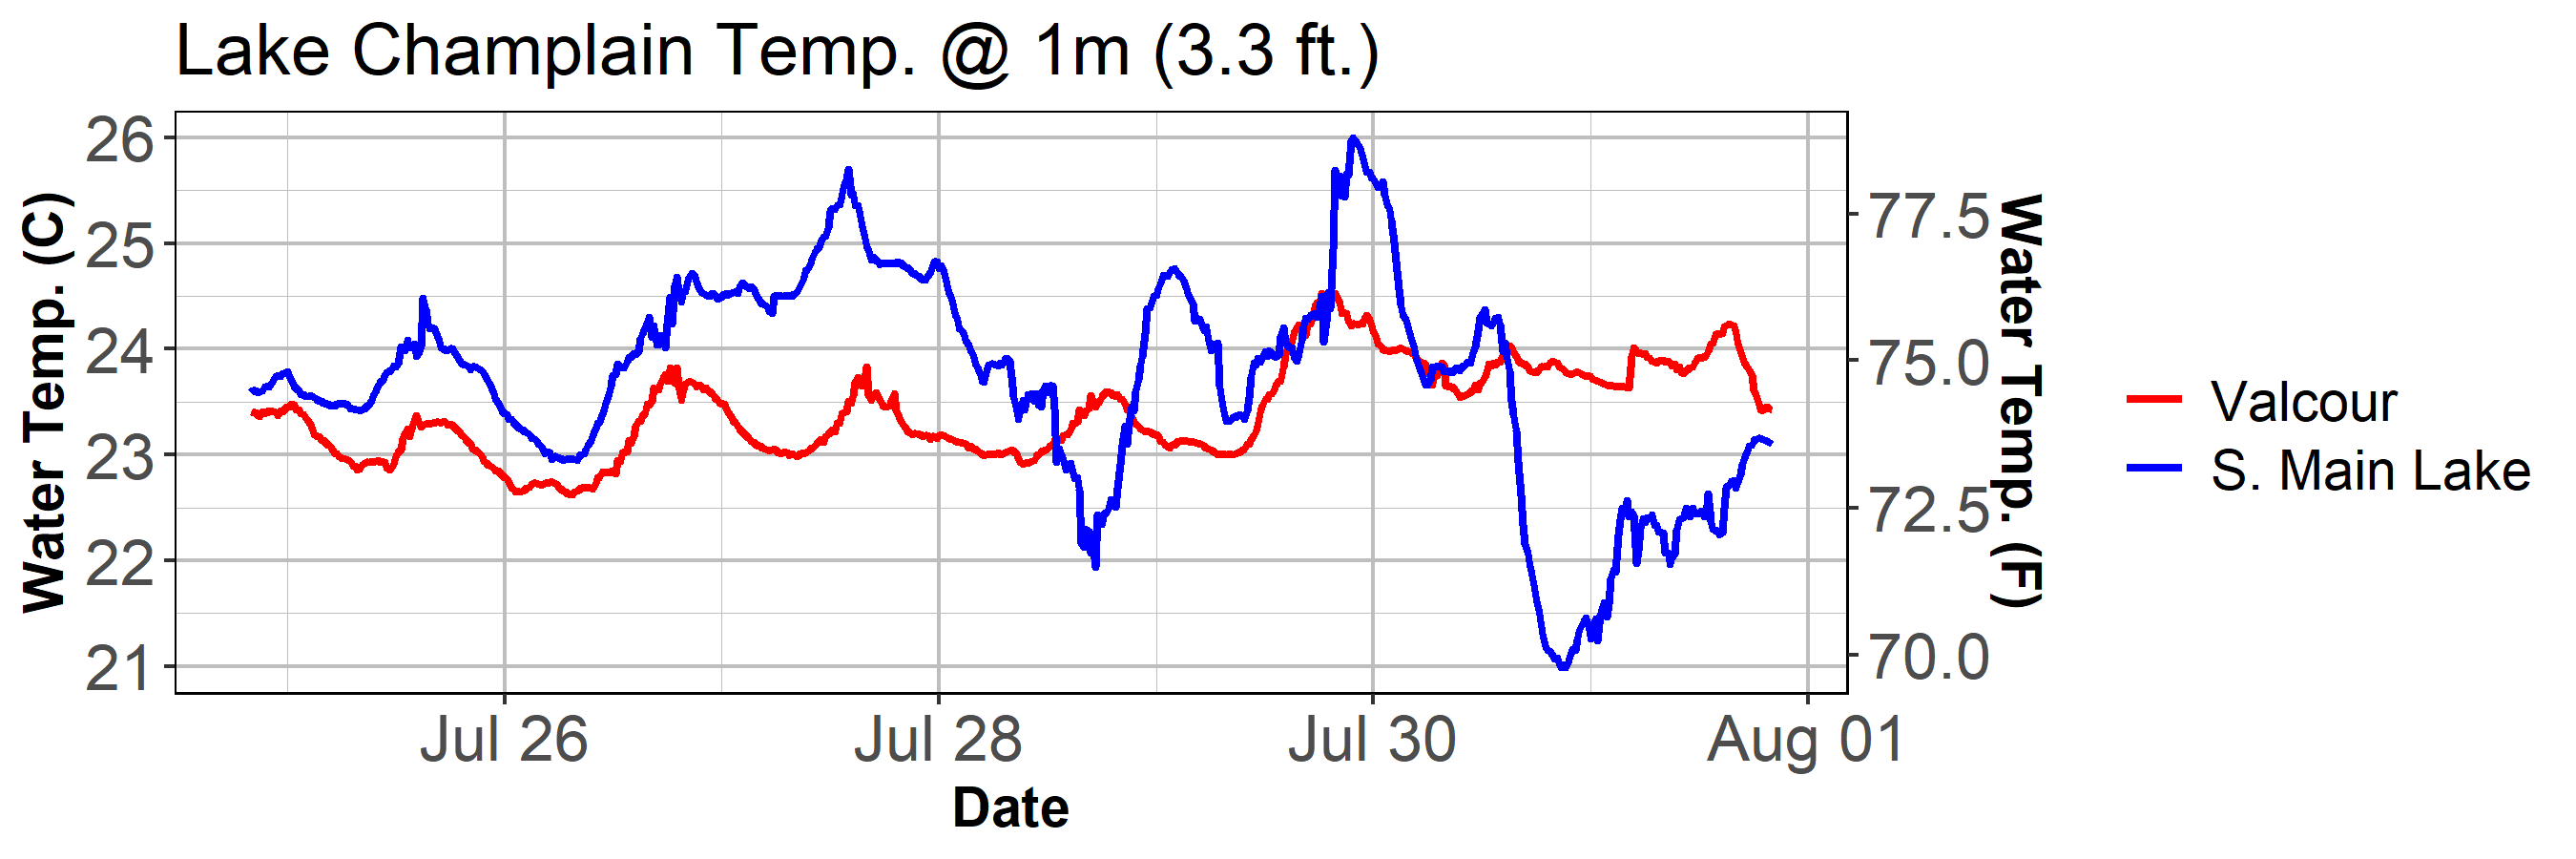 Lake Champlain Temp. @ 1m (3.3 ft.)
Water Temp. (C)
26
25
24
23
22
21
77.5
75.0
72.5
70.0
Water Temp. (F)
Jul 26
Jul 28
Jul 30
Aug 01
Date
Valcour
S. Main Lake